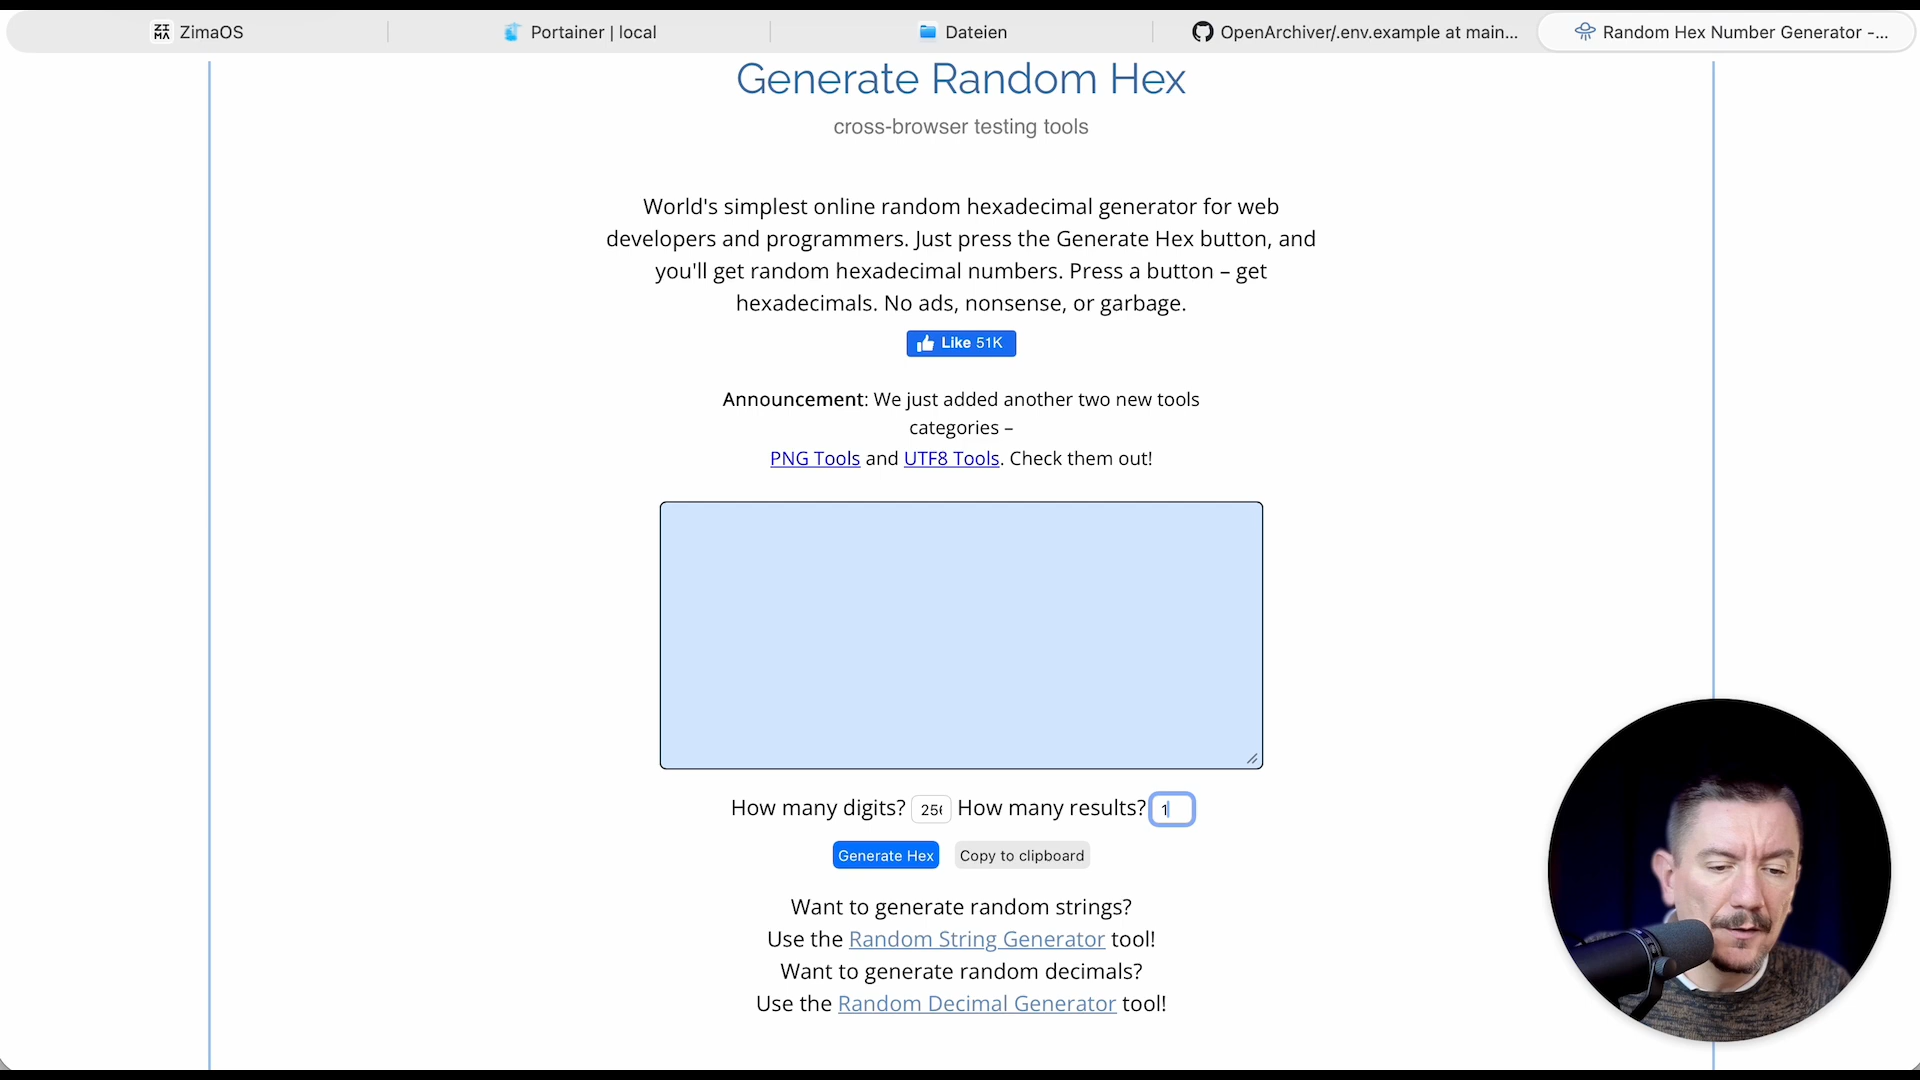 ZimaOS
Portainer | local
Dateien
OpenArchiver/.env.example at main...
Random Hex Number Generator -...
Generate Random Hex
cross-browser testing tools
World's simplest online random hexadecimal generator for web
developers and programmers. Just press the Generate Hex button, and
you'll get random hexadecimal numbers. Press a button – get
hexadecimals. No ads, nonsense, or garbage.
Like 51K
Announcement: We just added another two new tools
categories –
PNG Tools and UTF8 Tools. Check them out!
How many digits? 256 How many results? 1
Generate Hex Copy to clipboard
Want to generate random strings?
Use the Random String Generator tool!
Want to generate random decimals?
Use the Random Decimal Generator tool!